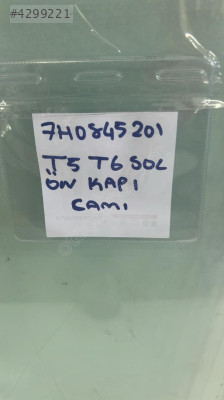 #4299221
7H0845201
T5 T6 SOL
ÖN KAPI
CAMI